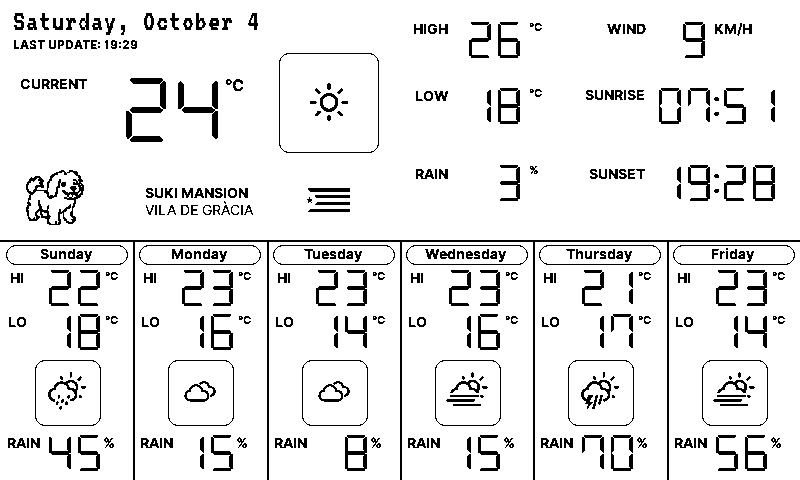 Saturday, October 4
LAST UPDATE: 19:29
CURRENT 24 °C
SUKI MANSION
VILA DE GRÀCIA
HIGH 26 °C
WIND 9 KM/H
LOW 18 °C
SUNRISE 07:51
RAIN 3 %
SUNSET 19:28
Sunday
HI 22 °C
LO 18 °C
RAIN 45 %
Monday
HI 23 °C
LO 16 °C
RAIN 15 %
Tuesday
HI 23 °C
LO 14 °C
RAIN 8 %
Wednesday
HI 23 °C
LO 16 °C
RAIN 15 %
Thursday
HI 21 °C
LO 17 °C
RAIN 70 %
Friday
HI 23 °C
LO 14 °C
RAIN 56 %